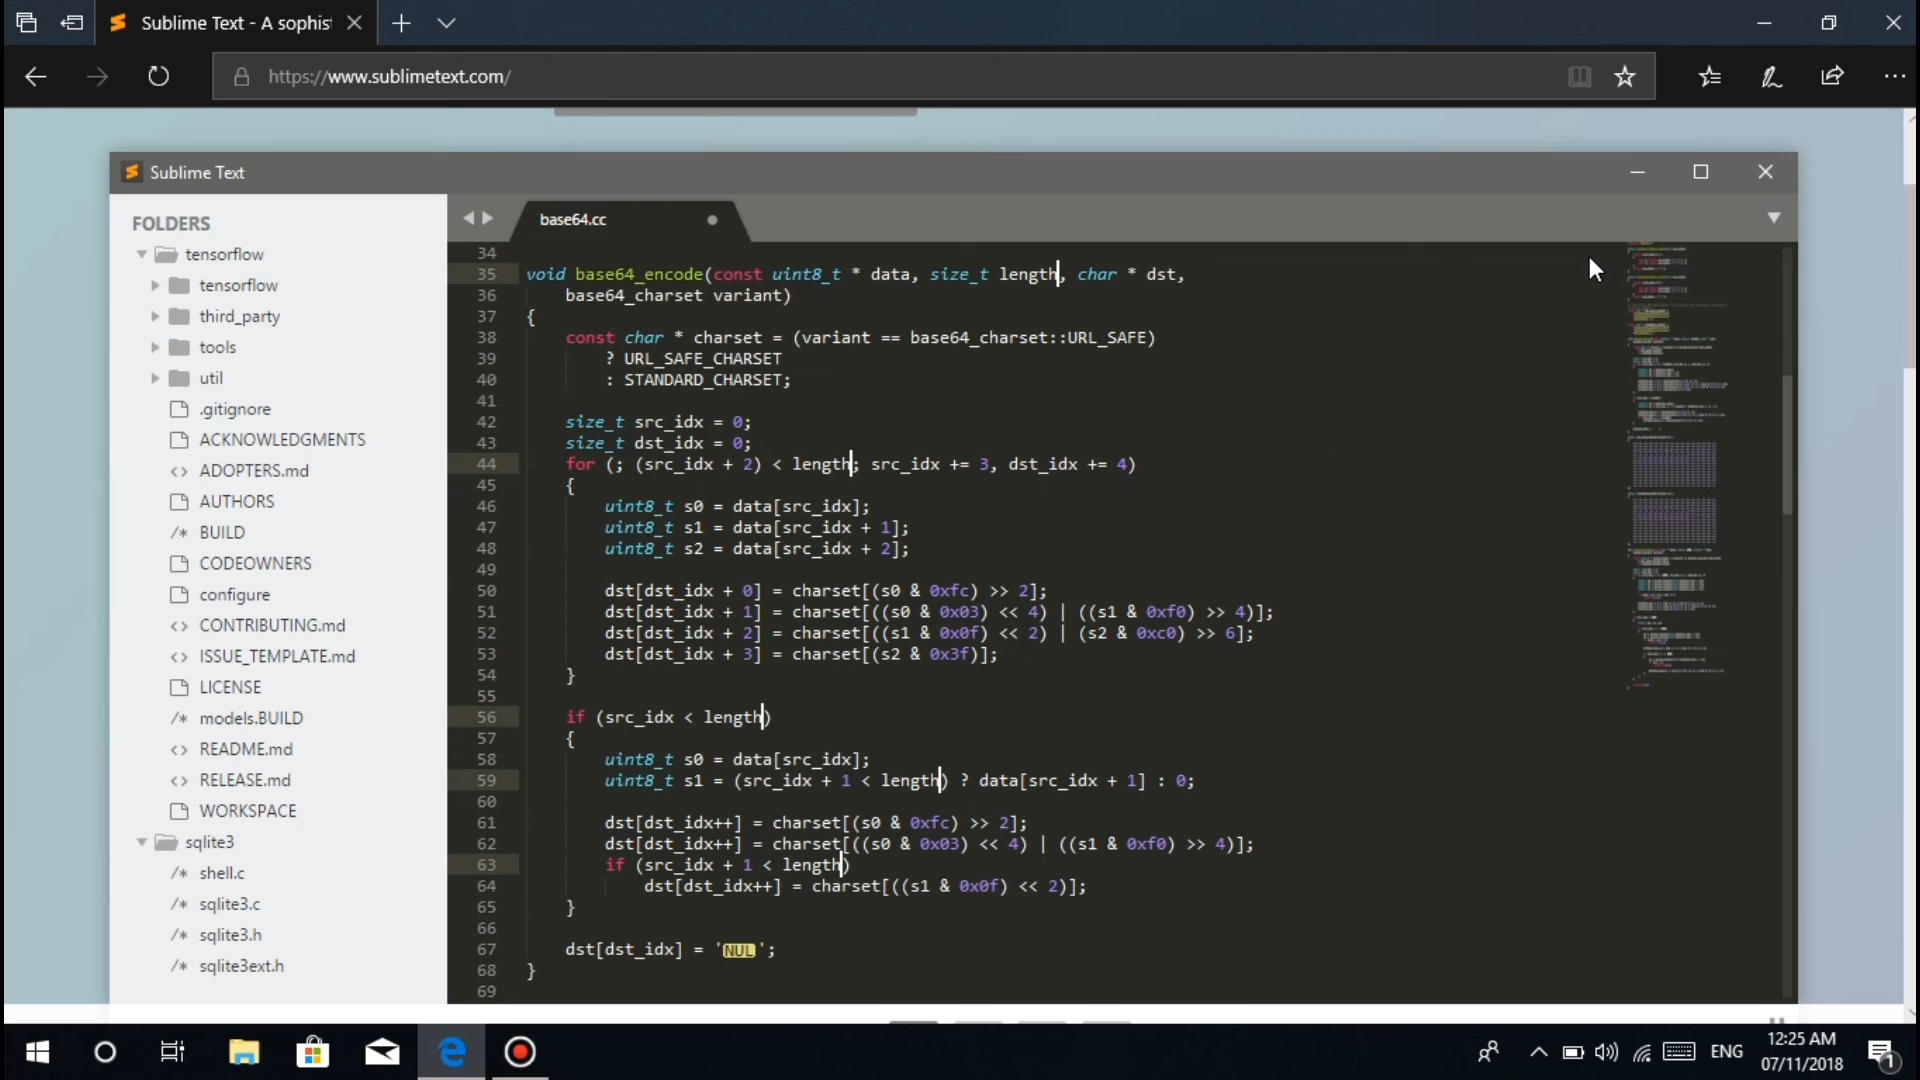 Sublime Text - A sophis
https://www.sublimetext.com/
Sublime Text
FOLDERS
tensorflow
tensorflow
third_party
tools
util
.gitignore
ACKNOWLEDGMENTS
<> ADOPTERS.md
AUTHORS
/* BUILD
CODEOWNERS
configure
<> CONTRIBUTING.md
<> ISSUE_TEMPLATE.md
LICENSE
/* models.BUILD
<> README.md
<> RELEASE.md
WORKSPACE
sqlite3
/* shell.c
/* sqlite3.c
/* sqlite3.h
/* sqlite3ext.h
base64.cc
34
35 void base64_encode(const uint8_t * data, size_t length, char * dst,
36 base64_charset variant)
37 {
38 const char * charset = (variant == base64_charset::URL_SAFE)
39 ? URL_SAFE_CHARSET
40 : STANDARD_CHARSET;
41
42 size_t src_idx = 0;
43 size_t dst_idx = 0;
44 for (; (src_idx + 2) < length; src_idx += 3, dst_idx += 4)
45 {
46 uint8_t s0 = data[src_idx];
47 uint8_t s1 = data[src_idx + 1];
48 uint8_t s2 = data[src_idx + 2];
49
50 dst[dst_idx + 0] = charset[(s0 & 0xfc) >> 2];
51 dst[dst_idx + 1] = charset[((s0 & 0x03) << 4) | ((s1 & 0xf0) >> 4)];
52 dst[dst_idx + 2] = charset[((s1 & 0x0f) << 2) | (s2 & 0xc0) >> 6];
53 dst[dst_idx + 3] = charset[(s2 & 0x3f)];
54 }
55
56 if (src_idx < length)
57 {
58 uint8_t s0 = data[src_idx];
59 uint8_t s1 = (src_idx + 1 < length) ? data[src_idx + 1] : 0;
60
61 dst[dst_idx++] = charset[(s0 & 0xfc) >> 2];
62 dst[dst_idx++] = charset[((s0 & 0x03) << 4) | ((s1 & 0xf0) >> 4)];
63 if (src_idx + 1 < length)
64 dst[dst_idx++] = charset[((s1 & 0x0f) << 2)];
65 }
66
67 dst[dst_idx] = 'NUL';
68 }
69
ENG
12:25 AM
07/11/2018
1